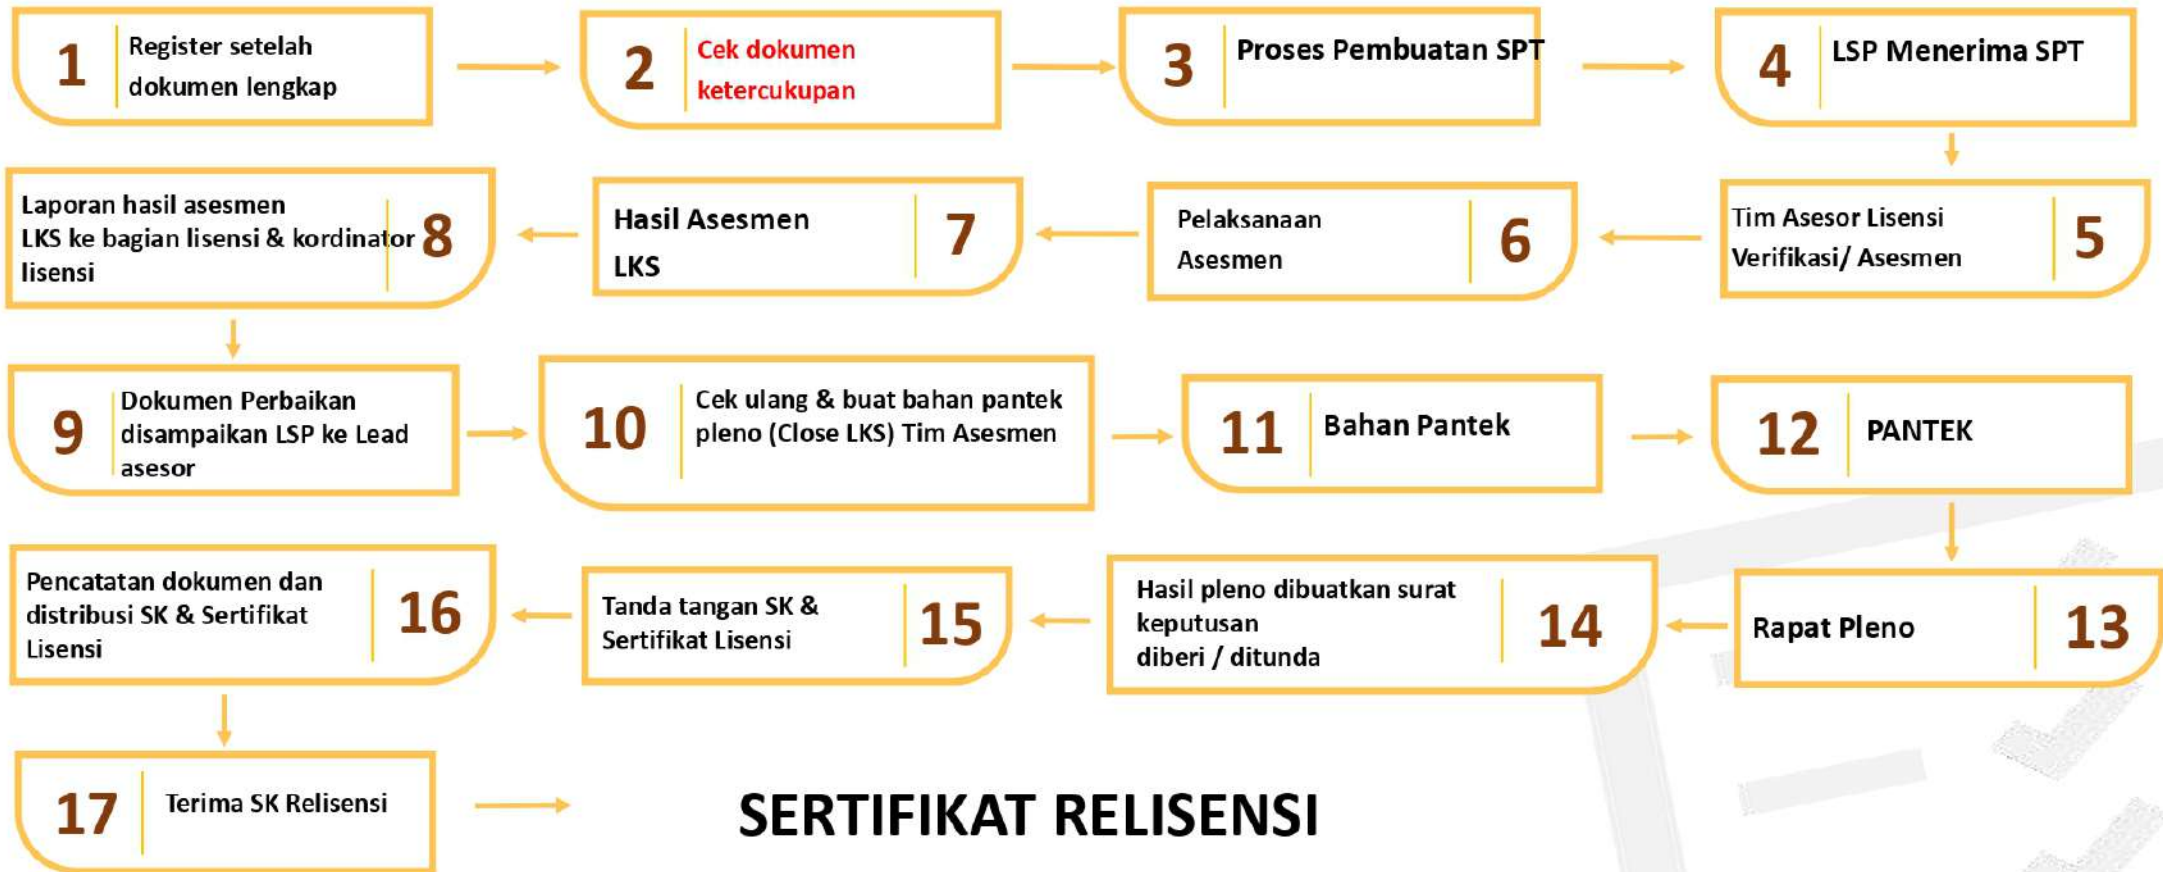 1
Register setelah
dokumen lengkap
2
Cek dokumen
ketercukupan
3
Proses Pembuatan SPT
4
LSP Menerima SPT
5
Tim Asesor Lisensi
Verifikasi/ Asesmen
6
Pelaksanaan
Asesmen
7
Hasil Asesmen
LKS
8
Laporan hasil asesmen
LKS ke bagian lisensi & kordinator
lisensi
9
Dokumen Perbaikan
disampaikan LSP ke Lead
asesor
10
Cek ulang & buat bahan pantek
pleno (Close LKS) Tim Asesmen
11
Bahan Pantek
12
PANTEK
13
Rapat Pleno
14
Hasil pleno dibuatkan surat
keputusan
diberi / ditunda
15
Tanda tangan SK &
Sertifikat Lisensi
16
Pencatatan dokumen dan
distribusi SK & Sertifikat
Lisensi
17
Terima SK Relisensi
SERTIFIKAT RELISENSI